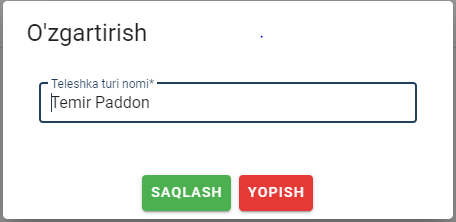 O'zgartirish
Teleshka turi nomi*
Temir Paddon
SAQLASH YOPISH